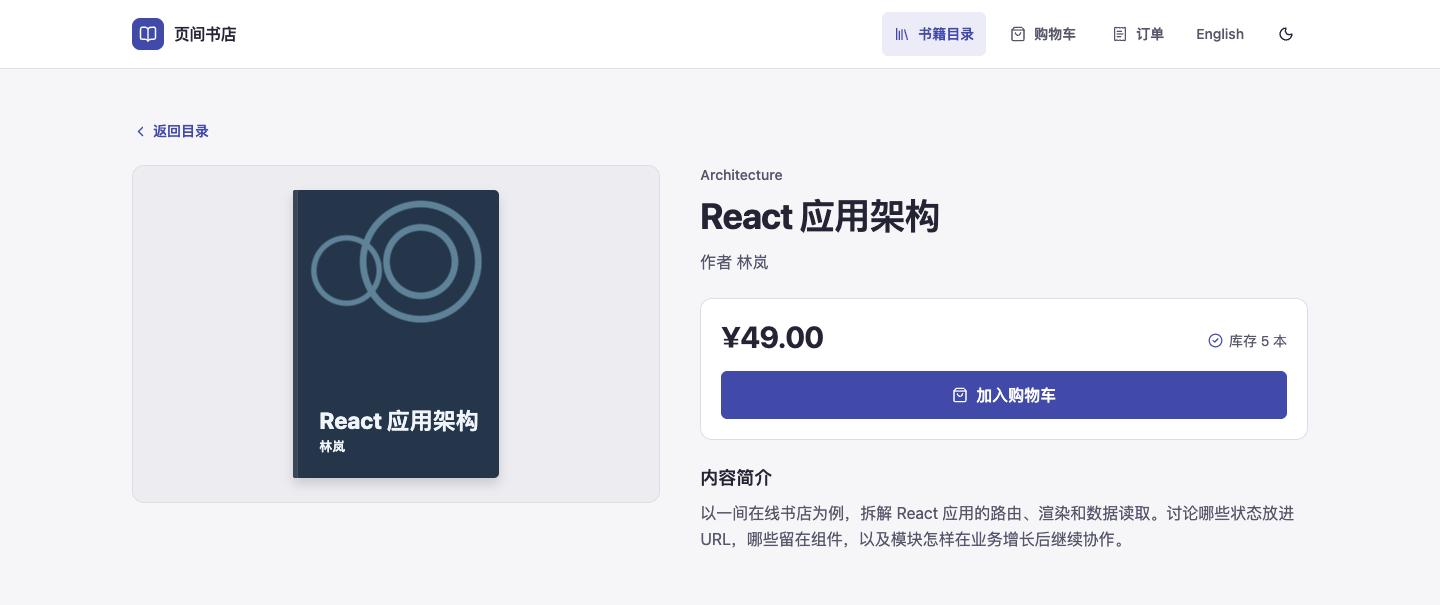 页间书店
书籍目录
购物车
订单
English
返回目录
React 应用架构
林岚
Architecture
React 应用架构
作者 林岚
¥49.00
库存 5 本
加入购物车
内容简介
以一间在线书店为例，拆解 React 应用的路由、渲染和数据读取。讨论哪些状态放进
URL，哪些留在组件，以及模块怎样在业务增长后继续协作。